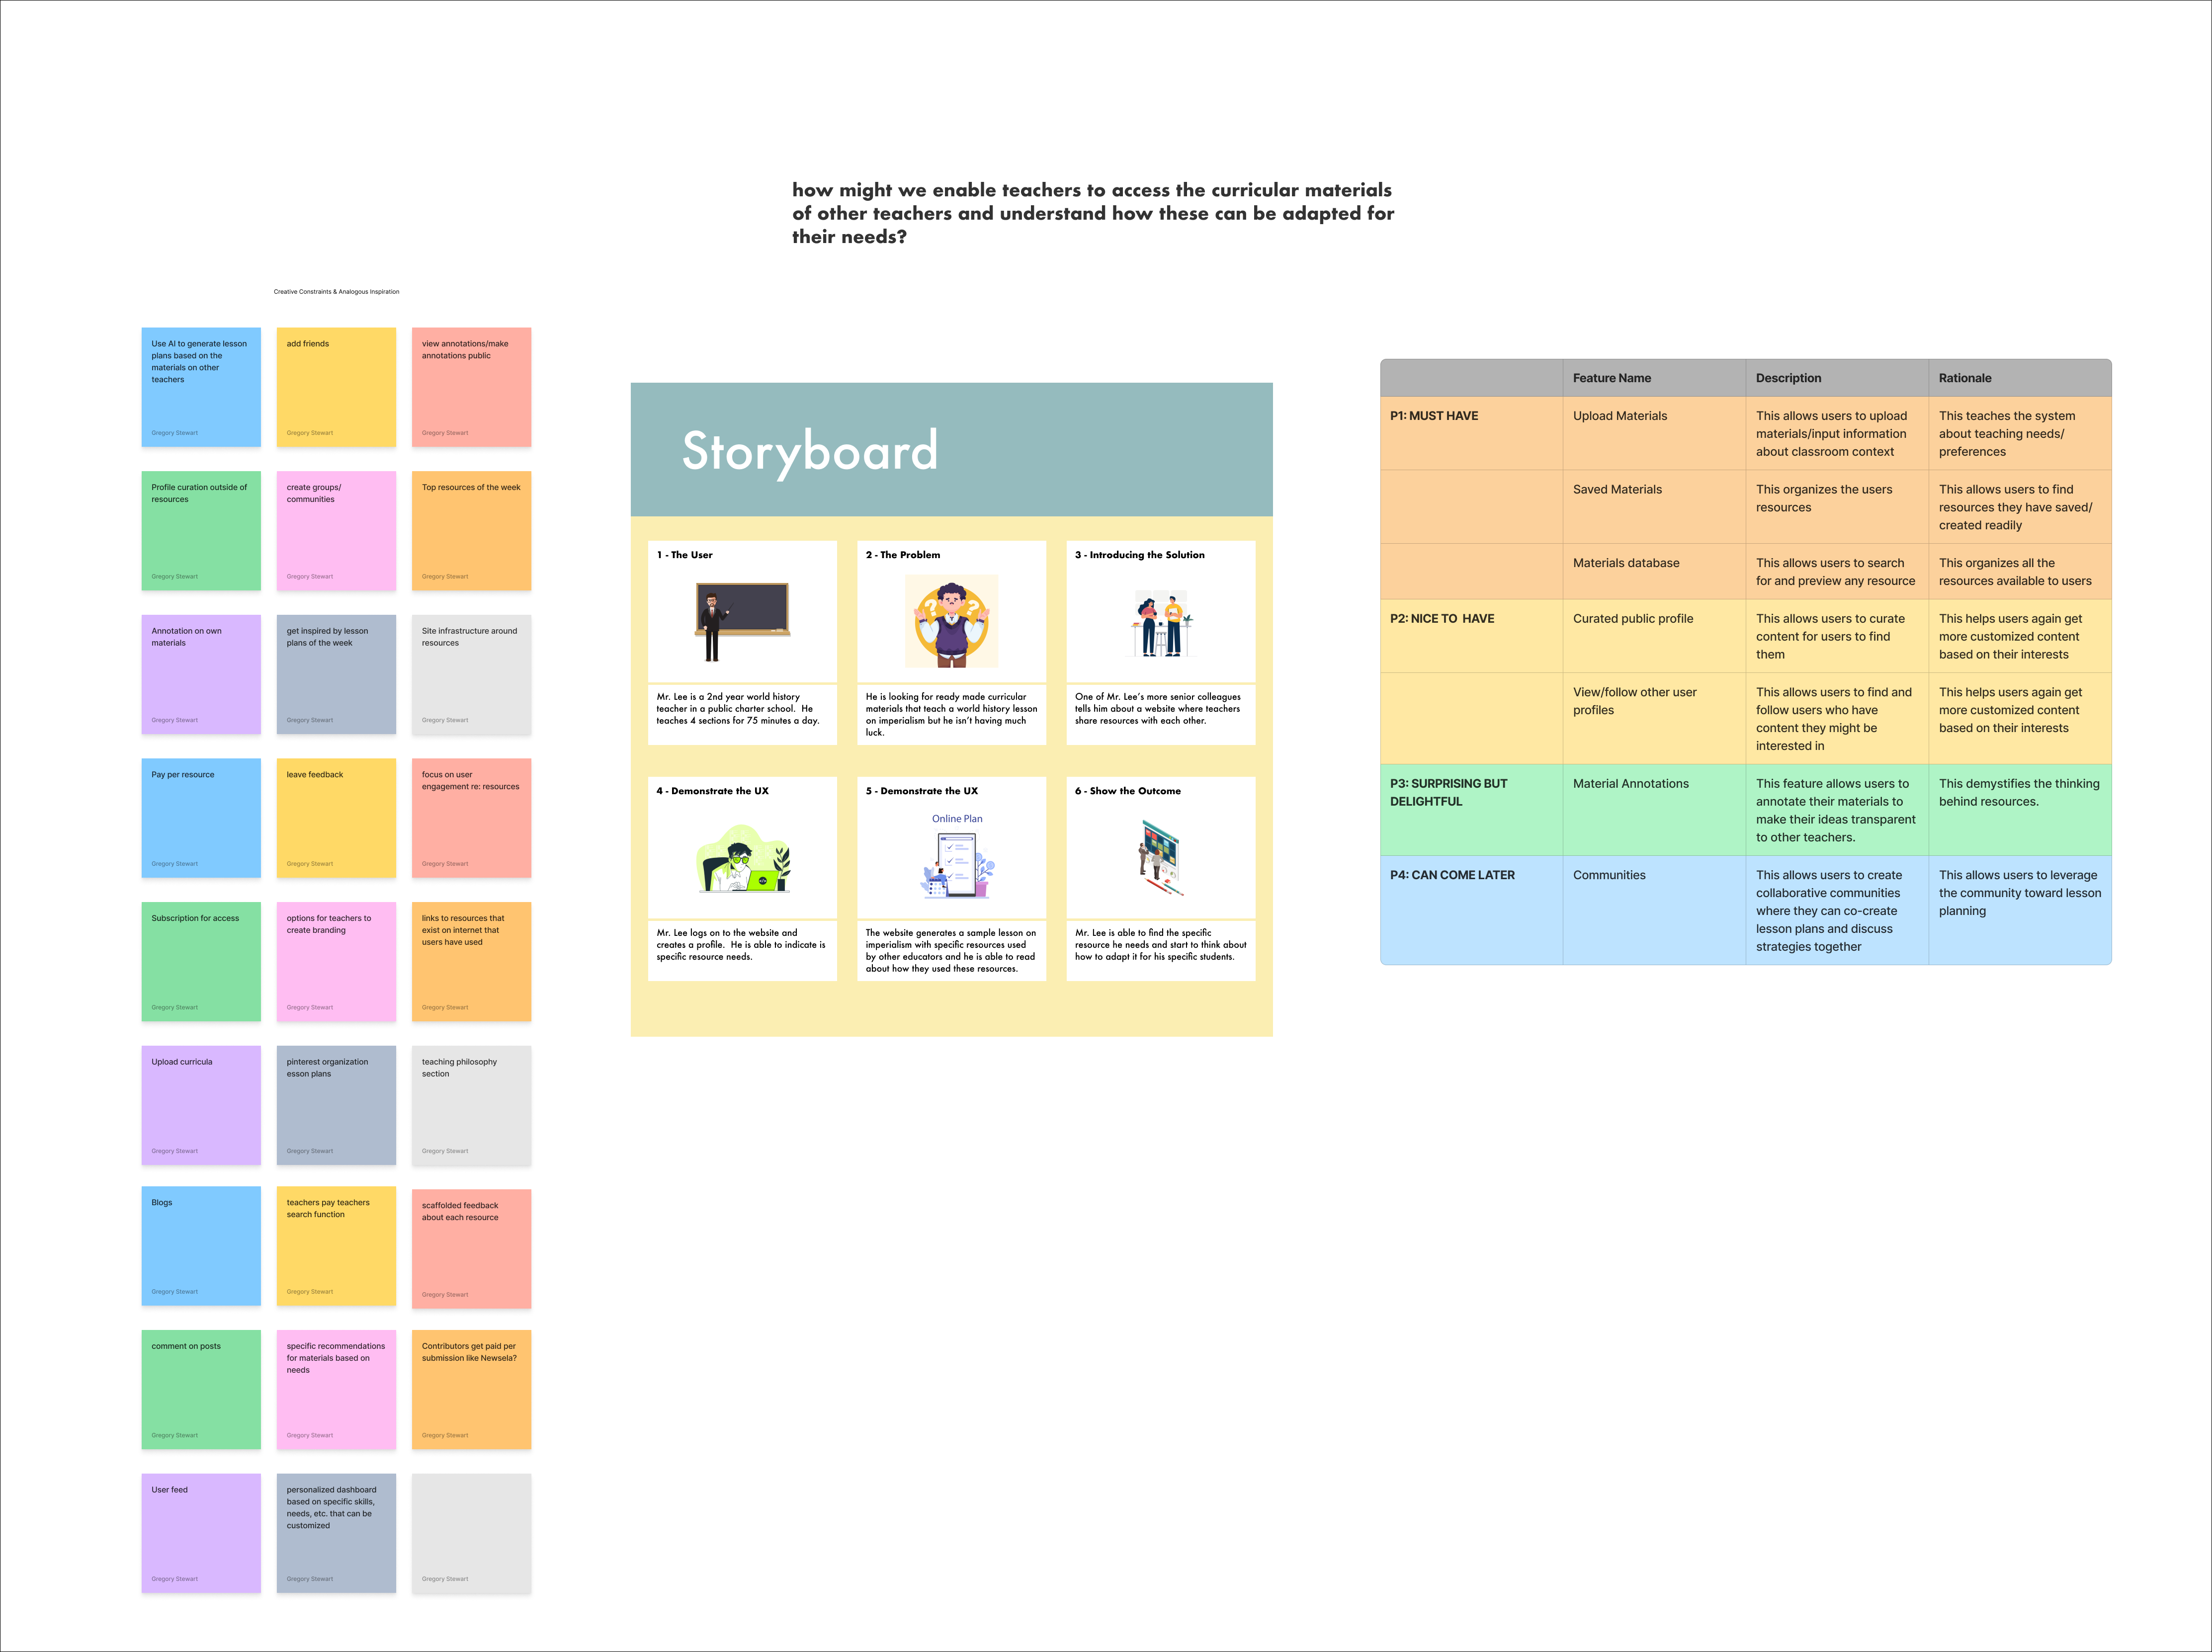 how might we enable teachers to access the curricular materials
of other teachers and understand how these can be adapted for
their needs?
Creative Constraints & Analogous Inspiration
Use AI to generate lesson
plans based on the
materials on other
teachers
Gregory Stewart
add friends
Gregory Stewart
view annotations/make
annotations public
Gregory Stewart
Profile curation outside of
resources
Gregory Stewart
create groups/
communities
Gregory Stewart
Top resources of the week
Gregory Stewart
Annotation on own
materials
Gregory Stewart
get inspired by lesson
plans of the week
Gregory Stewart
Site infrastructure around
resources
Gregory Stewart
Pay per resource
Gregory Stewart
leave feedback
Gregory Stewart
focus on user
engagement re: resources
Gregory Stewart
Subscription for access
Gregory Stewart
options for teachers to
create branding
Gregory Stewart
links to resources that
exist on internet that
users have used
Gregory Stewart
Upload curricula
Gregory Stewart
pinterest organization
esson plans
Gregory Stewart
teaching philosophy
section
Gregory Stewart
Blogs
Gregory Stewart
teachers pay teachers
search function
Gregory Stewart
scaffolded feedback
about each resource
Gregory Stewart
comment on posts
Gregory Stewart
specific recommendations
for materials based on
needs
Gregory Stewart
Contributors get paid per
submission like Newsela?
Gregory Stewart
User feed
Gregory Stewart
personalized dashboard
based on specific skills,
needs, etc. that can be
customized
Gregory Stewart
Gregory Stewart
Storyboard
1 - The User
Mr. Lee is a 2nd year world history
teacher in a public charter school.  He
teaches 4 sections for 75 minutes a day.
2 - The Problem
? ?
He is looking for ready made curricular
materials that teach a world history lesson
on imperialism but he isn't having much
luck.
3 - Introducing the Solution
One of Mr. Lee's more senior colleagues
tells him about a website where teachers
share resources with each other.
4 - Demonstrate the UX
Mr. Lee logs on to the website and
creates a profile.  He is able to indicate is
specific resource needs.
5 - Demonstrate the UX
Online Plan
The website generates a sample lesson on
imperialism with specific resources used
by other educators and he is able to read
about how they used these resources.
6 - Show the Outcome
Mr. Lee is able to find the specific
resource he needs and start to think about
how to adapt it for his specific students.
Feature Name
Description
Rationale
P1: MUST HAVE
Upload Materials
This allows users to upload
materials/input information
about classroom context
This teaches the system
about teaching needs/
preferences
Saved Materials
This organizes the users
resources
This allows users to find
resources they have saved/
created readily
Materials database
This allows users to search
for and preview any resource
This organizes all the
resources available to users
P2: NICE TO  HAVE
Curated public profile
This allows users to curate
content for users to find
them
This helps users again get
more customized content
based on their interests
View/follow other user
profiles
This allows users to find and
follow users who have
content they might be
interested in
This helps users again get
more customized content
based on their interests
P3: SURPRISING BUT
DELIGHTFUL
Material Annotations
This feature allows users to
annotate their materials to
make their ideas transparent
to other teachers.
This demystifies the thinking
behind resources.
P4: CAN COME LATER
Communities
This allows users to create
collaborative communities
where they can co-create
lesson plans and discuss
strategies together
This allows users to leverage
the community toward lesson
planning